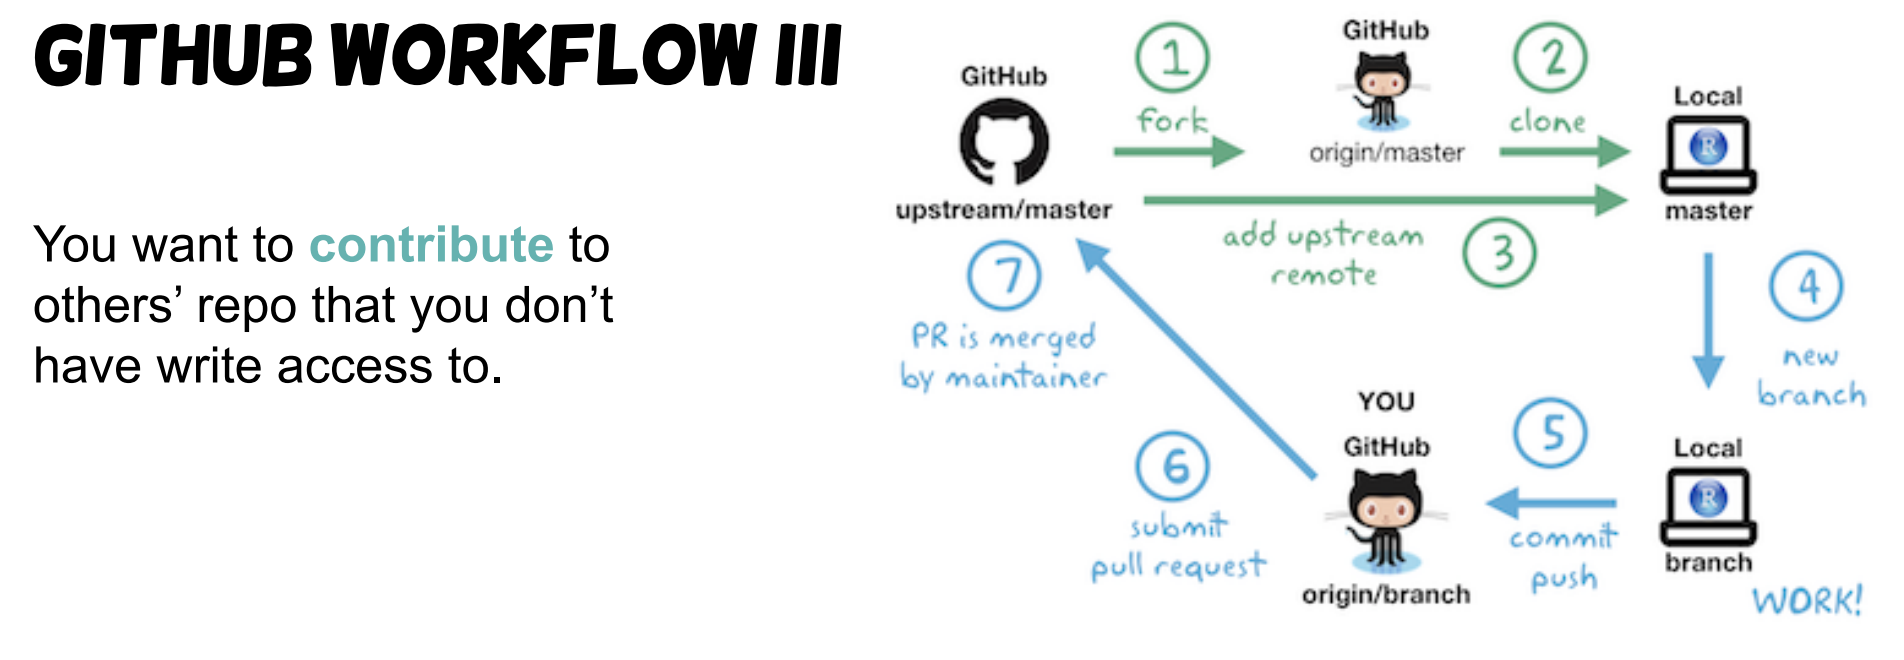 GITHUB WORKFLOW III
You want to contribute to
others’ repo that you don’t
have write access to.
GitHub
upstream/master
1
fork
GitHub
origin/master
2
clone
Local
R
master
add upstream
remote
3
4
new
branch
Local
R
branch
WORK!
5
commit
push
YOU
GitHub
origin/branch
6
submit
pull request
7
PR is merged
by maintainer